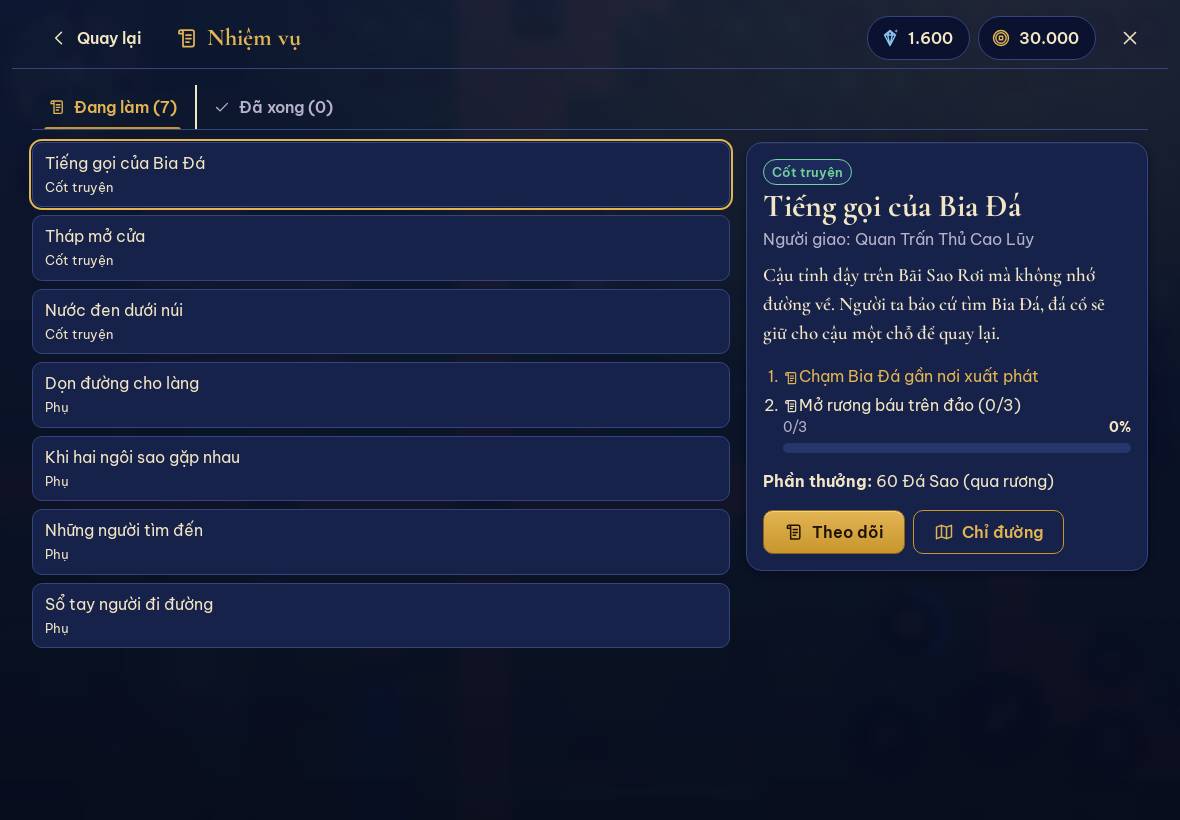 Quay lại
Nhiệm vụ
1.600
30.000
Đang làm (7)
Đã xong (0)
Tiếng gọi của Bia Đá
Cốt truyện
Tháp mở cửa
Cốt truyện
Nước đen dưới núi
Cốt truyện
Dọn đường cho làng
Phụ
Khi hai ngôi sao gặp nhau
Phụ
Những người tìm đến
Phụ
Sổ tay người đi đường
Phụ
Cốt truyện
Tiếng gọi của Bia Đá
Người giao: Quan Trấn Thủ Cao Lũy
Cậu tỉnh dậy trên Bãi Sao Rơi mà không nhớ
đường về. Người ta bảo cứ tìm Bia Đá, đá cổ sẽ
giữ cho cậu một chỗ để quay lại.
1. Chạm Bia Đá gần nơi xuất phát
2. Mở rương báu trên đảo (0/3)
0/3 0%
Phần thưởng: 60 Đá Sao (qua rương)
Theo dõi
Chỉ đường